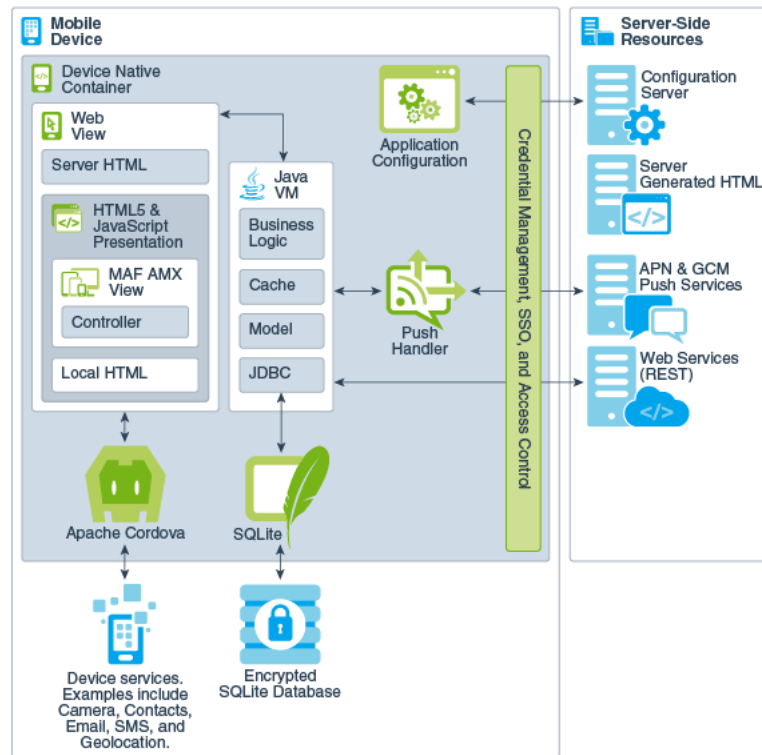 Mobile
Device
Device Native
Container
Web
View
Server HTML
HTML5 &
JavaScript
Presentation
MAF AMX
View
Controller
Local HTML
Java
VM
Business
Logic
Cache
Model
JDBC
Application
Configuration
Push
Handler
Credential Management, SSO, and Access Control
Apache Cordova
SQLite
Device services.
Examples include
Camera, Contacts,
Email, SMS, and
Geolocation.
Encrypted
SQLite Database
Server-Side
Resources
Configuration
Server
Server
Generated HTML
APN & GCM
Push Services
Web Services
(REST)